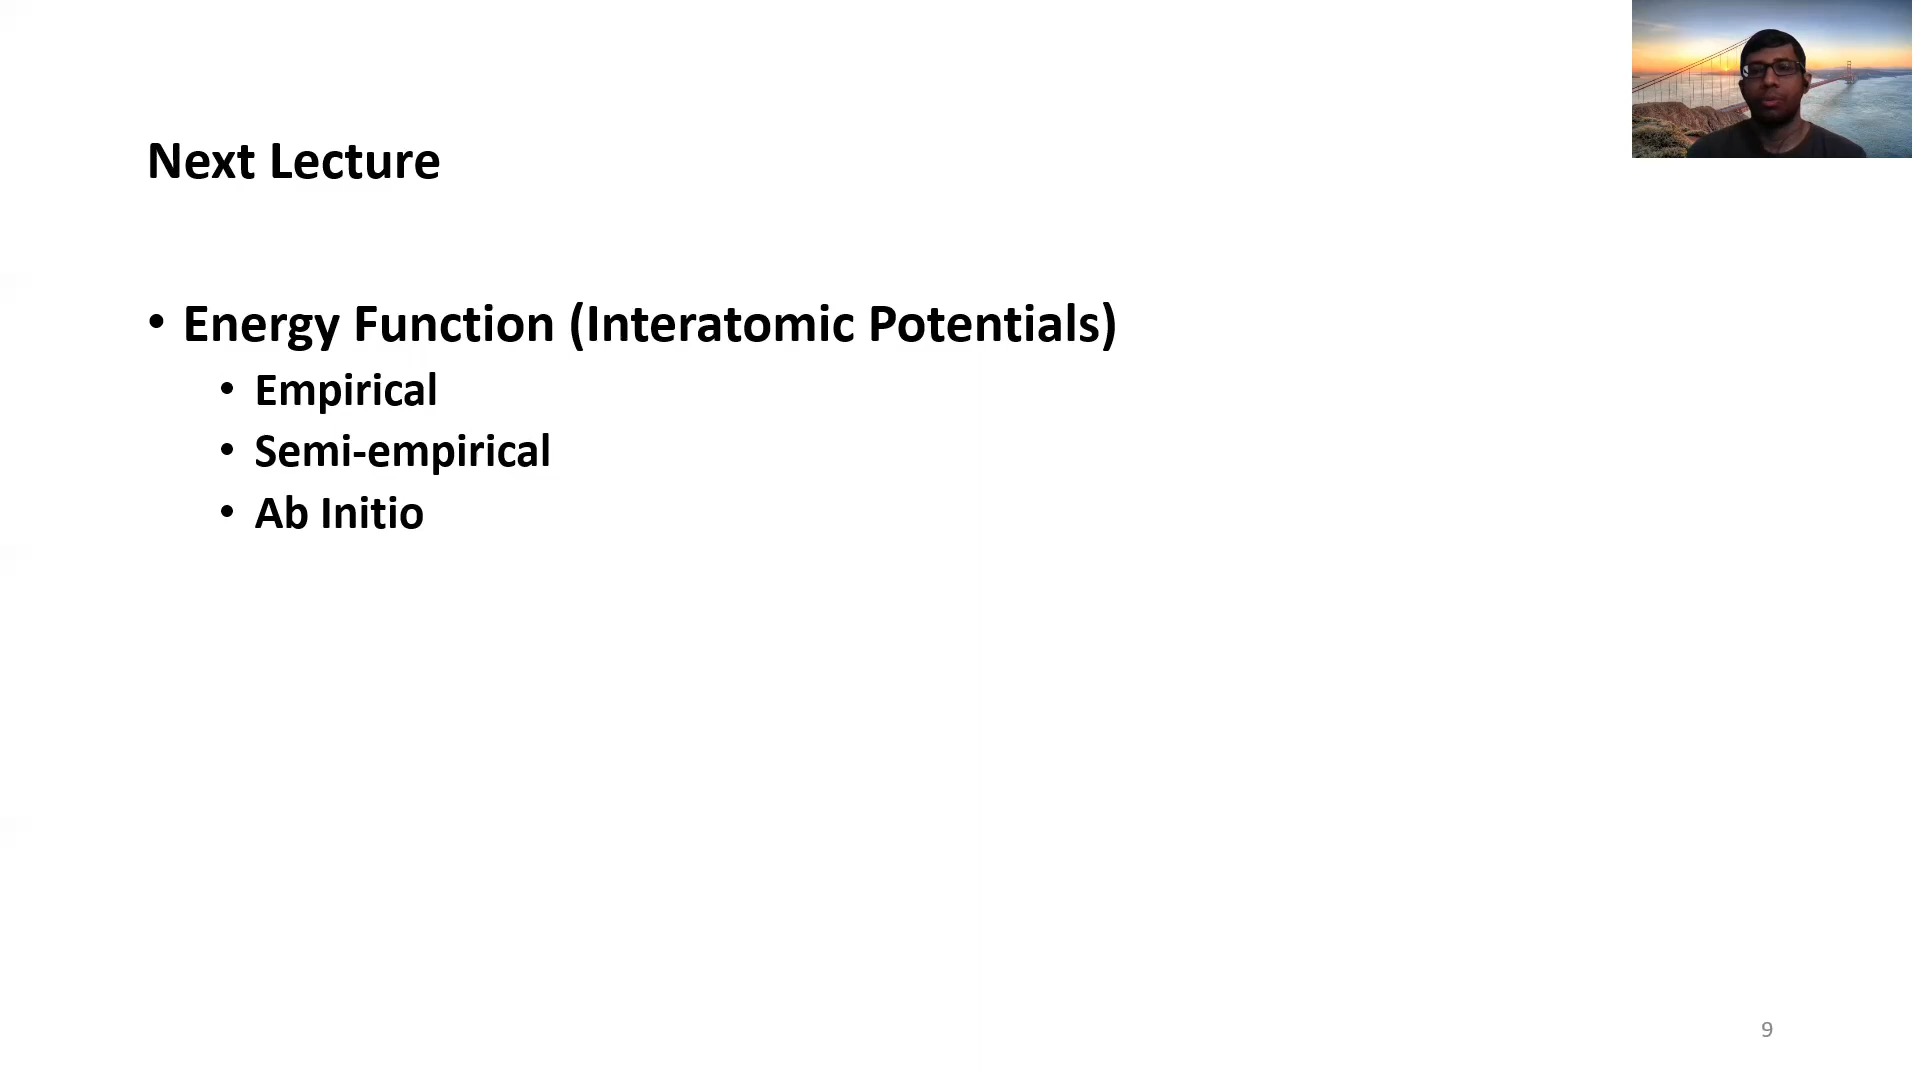 Next Lecture
• Energy Function (Interatomic Potentials)
• Empirical
• Semi-empirical
• Ab Initio
9